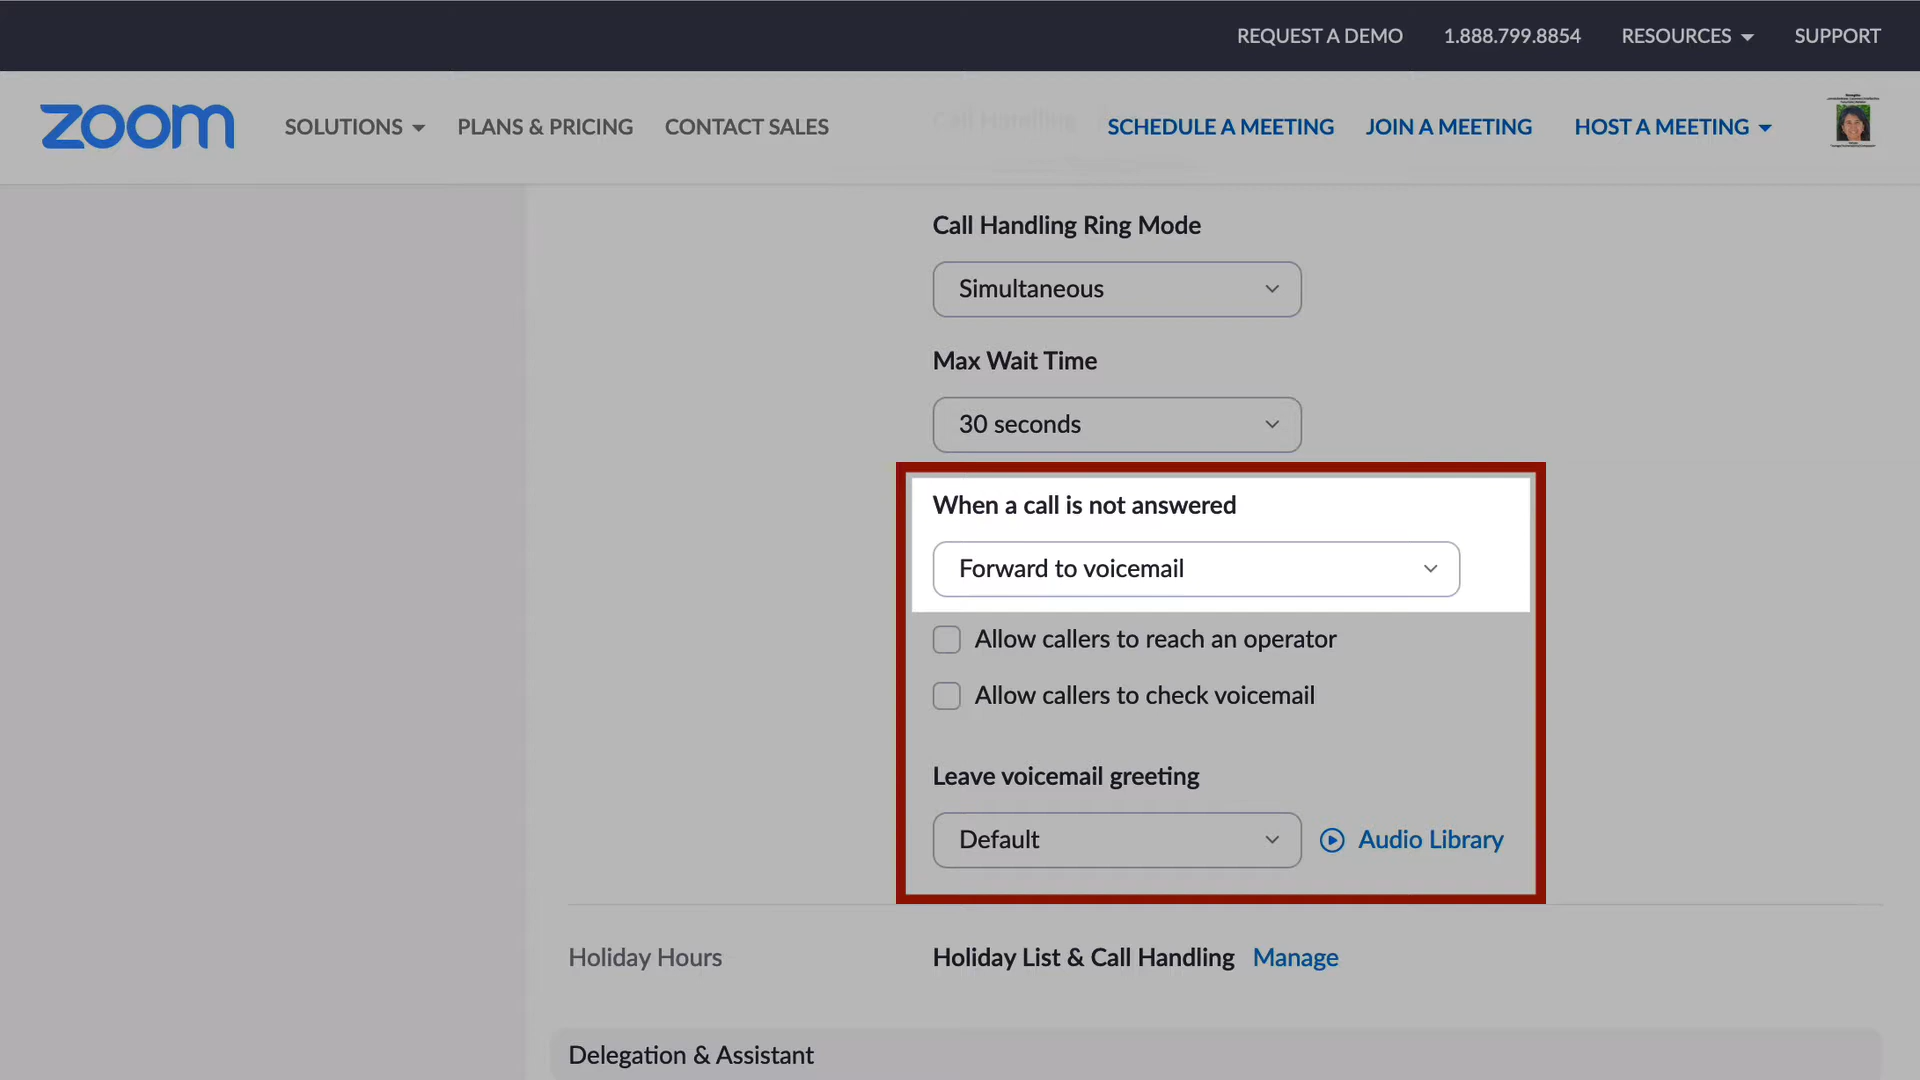 REQUEST A DEMO 1.888.799.8854 RESOURCES SUPPORT
zoom SOLUTIONS PLANS & PRICING CONTACT SALES SCHEDULE A MEETING JOIN A MEETING HOST A MEETING
Call Handling Ring Mode
Simultaneous
Max Wait Time
30 seconds
When a call is not answered
Forward to voicemail
Allow callers to reach an operator
Allow callers to check voicemail
Leave voicemail greeting
Default Audio Library
Holiday Hours Holiday List & Call Handling Manage
Delegation & Assistant